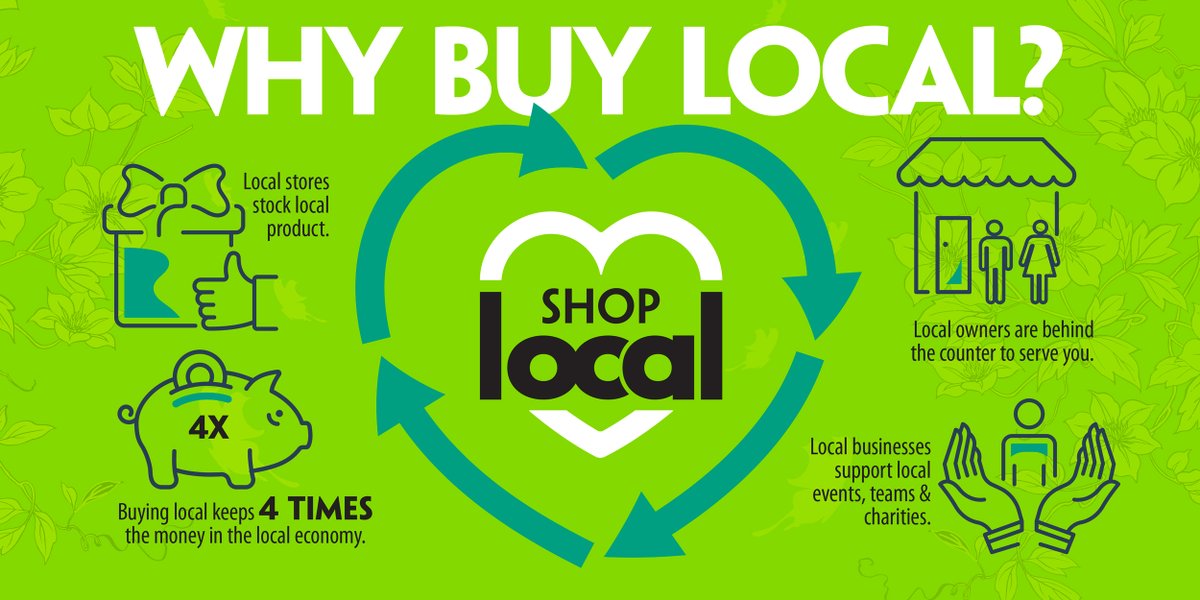 WHY BUY LOCAL?
Local stores
stock local
product.
4X
Buying local keeps 4 TIMES
the money in the local economy.
SHOP
local
Local owners are behind
the counter to serve you.
Local businesses
support local
events, teams &
charities.